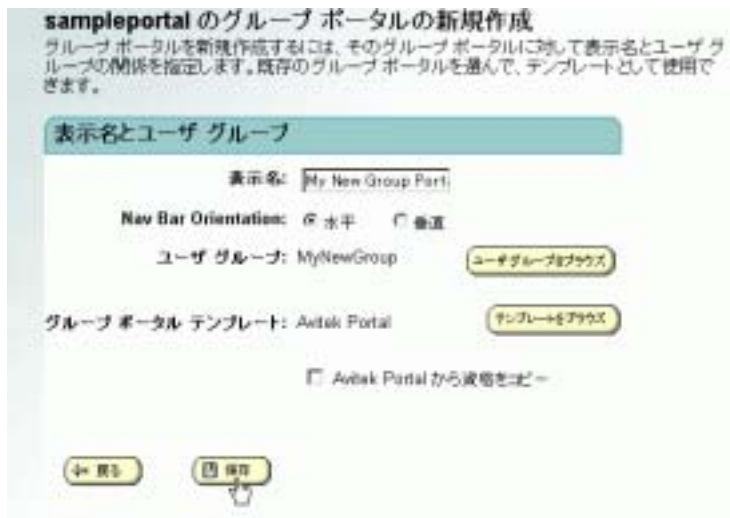 sampleportal のグループ ポータルの新規作成
グループ ポータルを新規作成するには、そのグループ ポータルに対して表示名とユーザ グ
ループの関係を指定します。既存のグループ ポータルを選んで、テンプレートとして使用で
きます。
表示名とユーザ グループ
表示名: My New Group Port
Nav Bar Orientation: 水平 垂直
ユーザ グループ: MyNewGroup ユーザ グループをブラウズ
グループ ポータル テンプレート: Avitek Portal テンプレートをブラウズ
Avitek Portal から資格をコピー
戻る 保存